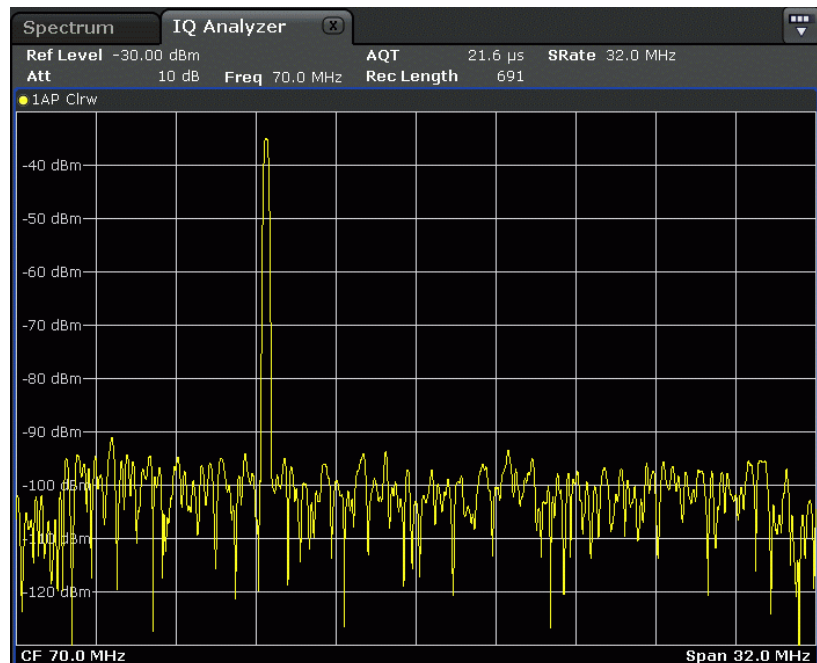 Spectrum IQ Analyzer X
Ref Level -30.00 dBm AQT 21.6 µs SRate 32.0 MHz
Att 10 dB Freq 70.0 MHz Rec Length 691
1AP Clrw
-40 dBm
-50 dBm
-60 dBm
-70 dBm
-80 dBm
-90 dBm
-100 dBm
-110 dBm
-120 dBm
CF 70.0 MHz Span 32.0 MHz